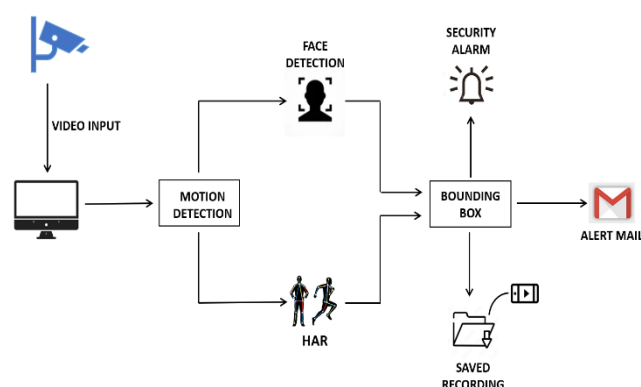 SECURITY
ALARM
FACE
DETECTION
VIDEO INPUT
MOTION
DETECTION
BOUNDING
BOX
ALERT MAIL
HAR
SAVED
RECORDING